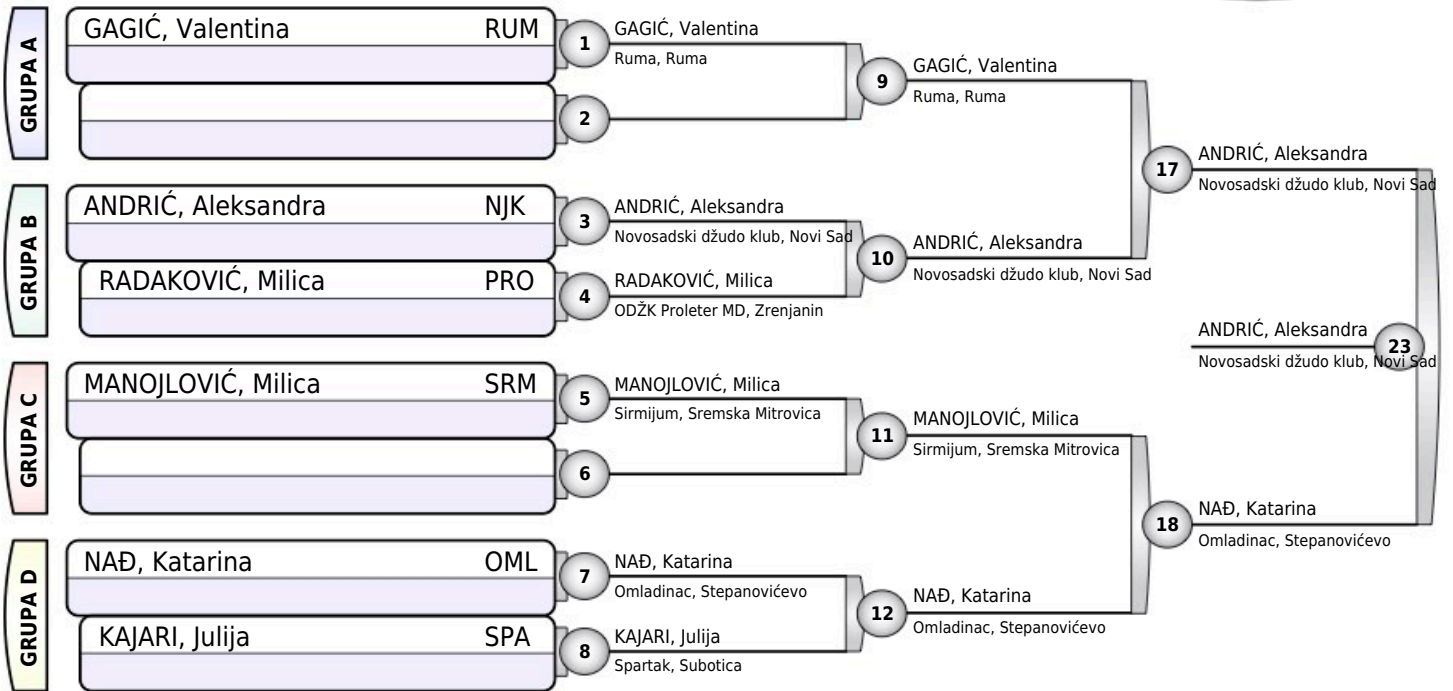 GRUPA A
GAGIĆ, Valentina RUM
1
GAGIĆ, Valentina
Ruma, Ruma
2
9
GAGIĆ, Valentina
Ruma, Ruma
GRUPA B
ANDRIĆ, Aleksandra NJK
3
ANDRIĆ, Aleksandra
Novosadski džudo klub, Novi Sad
RADAKOVIĆ, Milica PRO
4
RADAKOVIĆ, Milica
ODŽK Proleter MD, Zrenjanin
10
ANDRIĆ, Aleksandra
Novosadski džudo klub, Novi Sad
17
ANDRIĆ, Aleksandra
Novosadski džudo klub, Novi Sad
GRUPA C
MANOJLOVIĆ, Milica SRM
5
MANOJLOVIĆ, Milica
Sirmijum, Sremska Mitrovica
6
11
MANOJLOVIĆ, Milica
Sirmijum, Sremska Mitrovica
GRUPA D
NAĐ, Katarina OML
7
NAĐ, Katarina
Omladinac, Stepanovićevo
KAJARI, Julija SPA
8
KAJARI, Julija
Spartak, Subotica
12
NAĐ, Katarina
Omladinac, Stepanovićevo
18
NAĐ, Katarina
Omladinac, Stepanovićevo
ANDRIĆ, Aleksandra
23
Novosadski džudo klub, Novi Sad